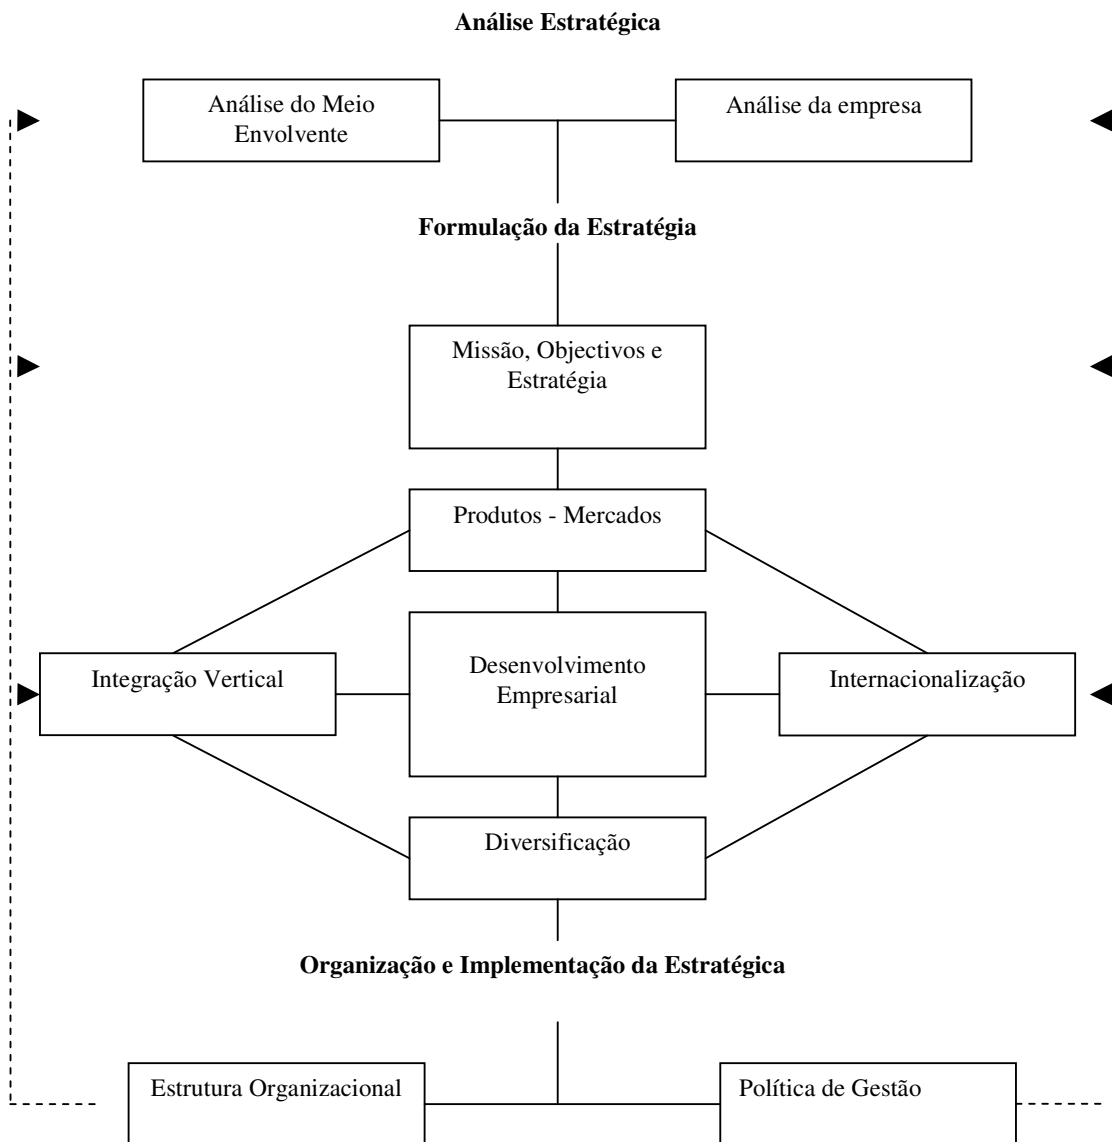 Análise Estratégica
Análise do Meio
Envolvente
Análise da empresa
Formulação da Estratégia
Missão, Objectivos e
Estratégia
Produtos - Mercados
Integração Vertical
Desenvolvimento
Empresarial
Internacionalização
Diversificação
Organização e Implementação da Estratégica
Estrutura Organizacional
Política de Gestão